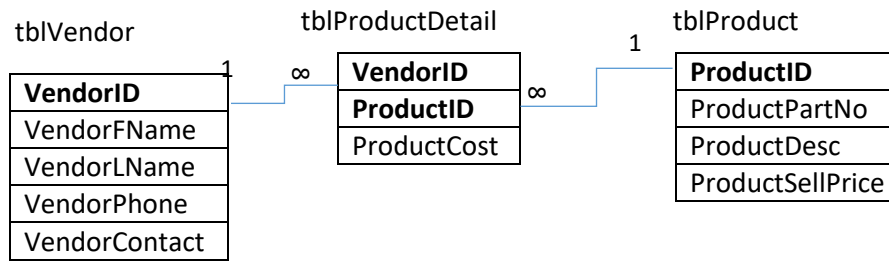 tblVendor
1
VendorID
VendorFName
VendorLName
VendorPhone
VendorContact
tblProductDetail
∞
VendorID
ProductID
ProductCost
∞
tblProduct
1
ProductID
ProductPartNo
ProductDesc
ProductSellPrice